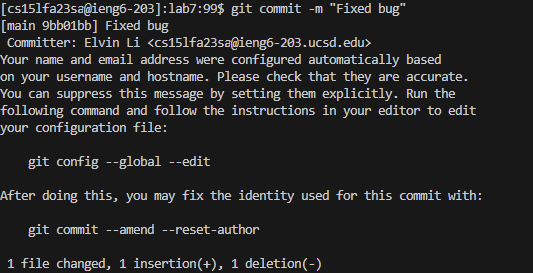 [cs15lfa23sa@ieng6-203]:lab7:99$ git commit -m "Fixed bug"
[main 9bb01bb] Fixed bug
 Committer: Elvin Li <cs15lfa23sa@ieng6-203.ucsd.edu>
Your name and email address were configured automatically based
on your username and hostname. Please check that they are accurate.
You can suppress this message by setting them explicitly. Run the
following command and follow the instructions in your editor to edit
your configuration file:

    git config --global --edit

After doing this, you may fix the identity used for this commit with:

    git commit --amend --reset-author

 1 file changed, 1 insertion(+), 1 deletion(-)